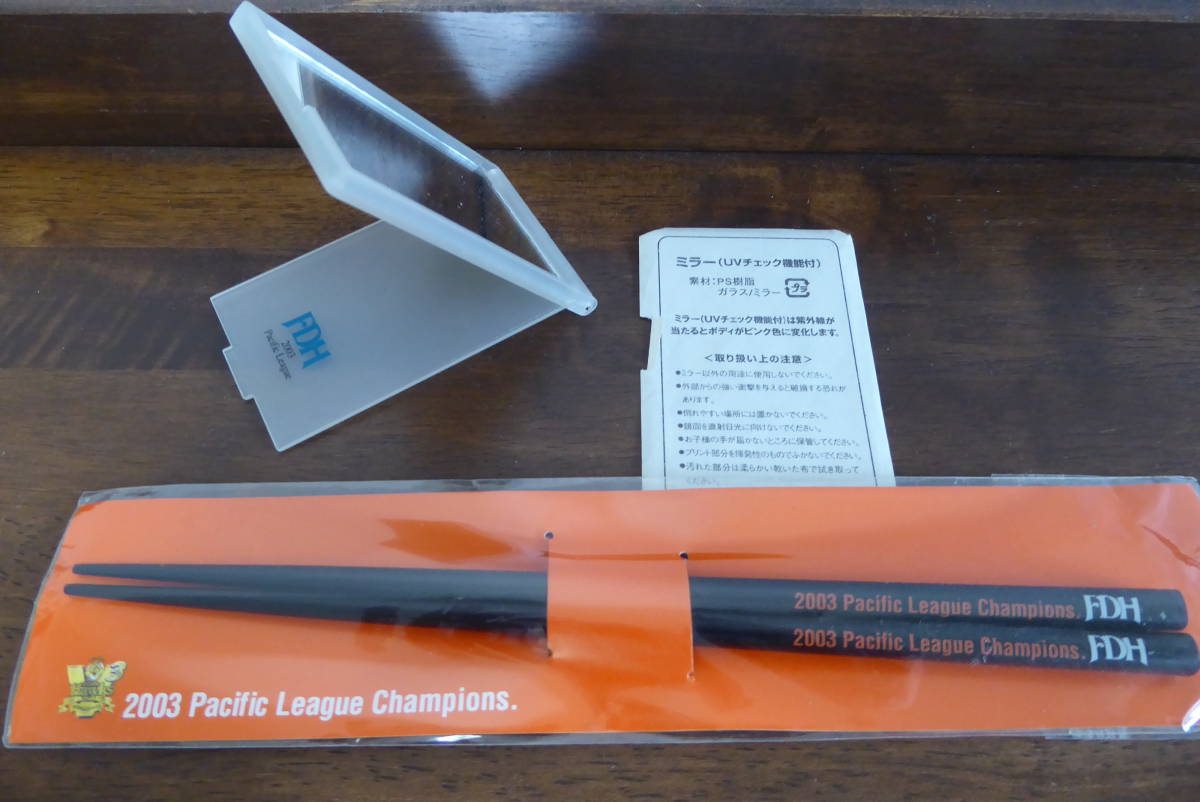 FDH
2003
Pacific League
ミラー(UVチェック機能付)
素材:PS樹脂
ガラス/ミラー
ミラー(UVチェック機能付)は紫外線が
当たるとボディがピンク色に変化します。
<取り扱い上の注意>
●ミラー以外の用途に使用しないでください。
●外部からの強い衝撃を与えると破損する恐れが
あります。
●倒れやすい場所には置かないでください。
●鏡面を直射日光に向けないでください。
●お子様の手が届かないところに保管してください。
●プリント部分を揮発性のものでふかないでください。
●汚れた部分は柔らかい乾いた布で拭き取って
ください。
2003 Pacific League Champions. FDH
2003 Pacific League Champions. FDH
2003 Pacific League Champions.